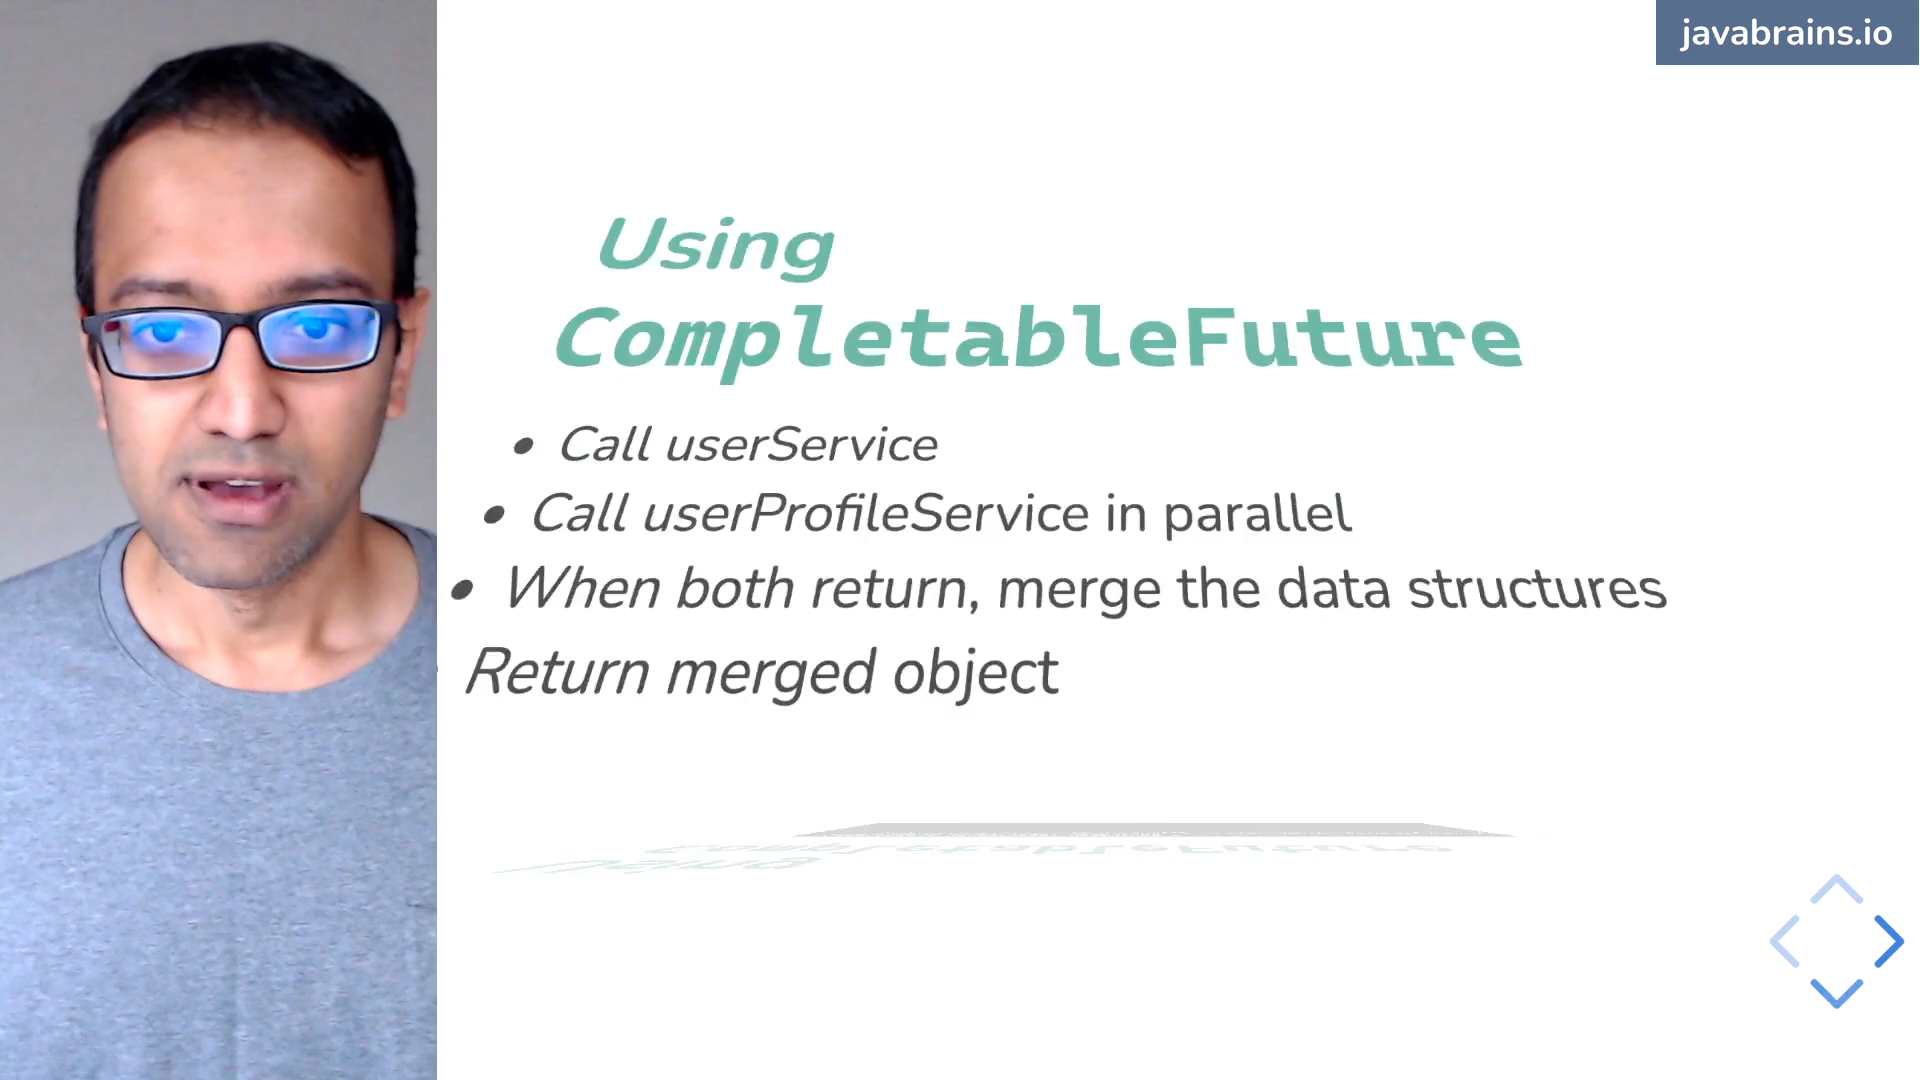 javabrains.io
Using
CompletableFuture
• Call userService
• Call userProfileService in parallel
• When both return, merge the data structures
Return merged object